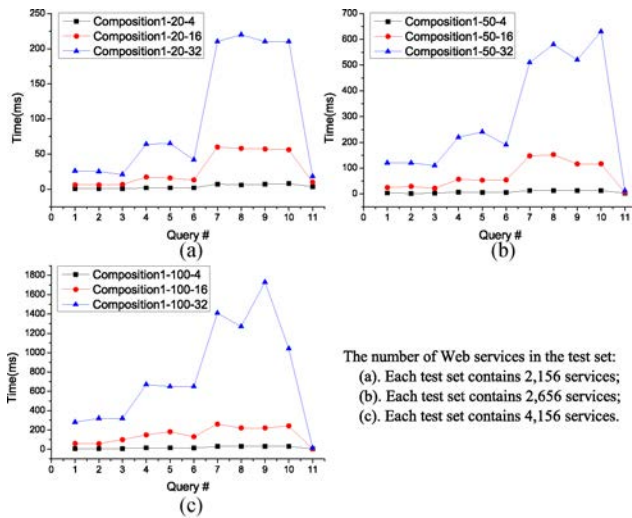 Composition1-20-4
Composition1-20-16
Composition1-20-32
Time(ms)
250
200
150
100
50
0
0 1 2 3 4 5 6 7 8 9 10 11
Query #
(a)
Composition1-50-4
Composition1-50-16
Composition1-50-32
Time(ms)
700
600
500
400
300
200
100
0
0 1 2 3 4 5 6 7 8 9 10 11
Query #
(b)
Composition1-100-4
Composition1-100-16
Composition1-100-32
Time(ms)
1800
1600
1400
1200
1000
800
600
400
200
0
0 1 2 3 4 5 6 7 8 9 10 11
Query #
(c)
The number of Web services in the test set:
(a). Each test set contains 2,156 services;
(b). Each test set contains 2,656 services;
(c). Each test set contains 4,156 services.